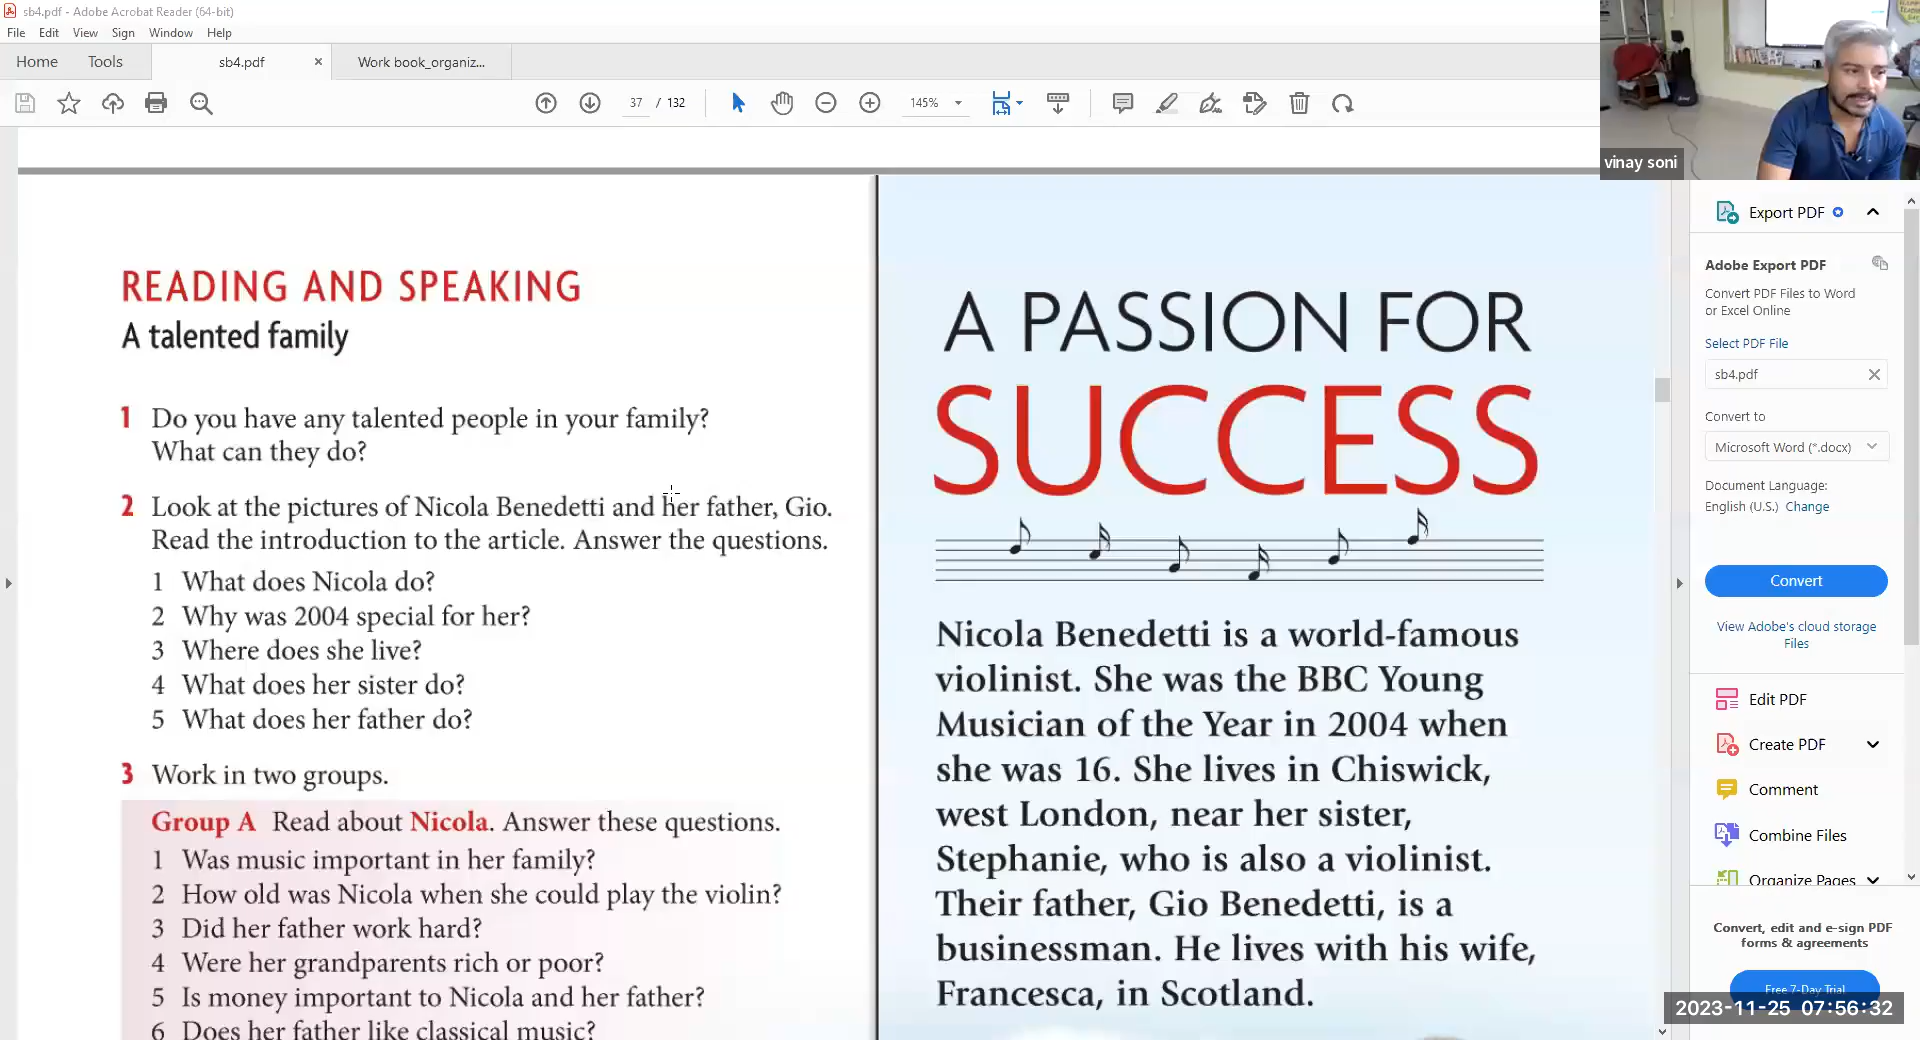 sb4.pdf - Adobe Acrobat Reader (64-bit)
File Edit View Sign Window Help
Home Tools sb4.pdf × Work book_organiz...
37 / 132 145%
vinay soni
READING AND SPEAKING
A talented family
1 Do you have any talented people in your family?
What can they do?
2 Look at the pictures of Nicola Benedetti and her father, Gio.
Read the introduction to the article. Answer the questions.
1 What does Nicola do?
2 Why was 2004 special for her?
3 Where does she live?
4 What does her sister do?
5 What does her father do?
3 Work in two groups.
Group A Read about Nicola. Answer these questions.
1 Was music important in her family?
2 How old was Nicola when she could play the violin?
3 Did her father work hard?
4 Were her grandparents rich or poor?
5 Is money important to Nicola and her father?
6 Does her father like classical music?
A PASSION FOR
SUCCESS
Nicola Benedetti is a world-famous
violinist. She was the BBC Young
Musician of the Year in 2004 when
she was 16. She lives in Chiswick,
west London, near her sister,
Stephanie, who is also a violinist.
Their father, Gio Benedetti, is a
businessman. He lives with his wife,
Francesca, in Scotland.
Export PDF
Adobe Export PDF
Convert PDF Files to Word
or Excel Online
Select PDF File
sb4.pdf
Convert to
Microsoft Word (*.docx)
Document Language:
English (U.S.) Change
Convert
View Adobe's cloud storage
Files
Edit PDF
Create PDF
Comment
Combine Files
Organize Pages
Convert, edit and e-sign PDF
forms & agreements
Free 7-Day Trial
2023-11-25 07:56:32